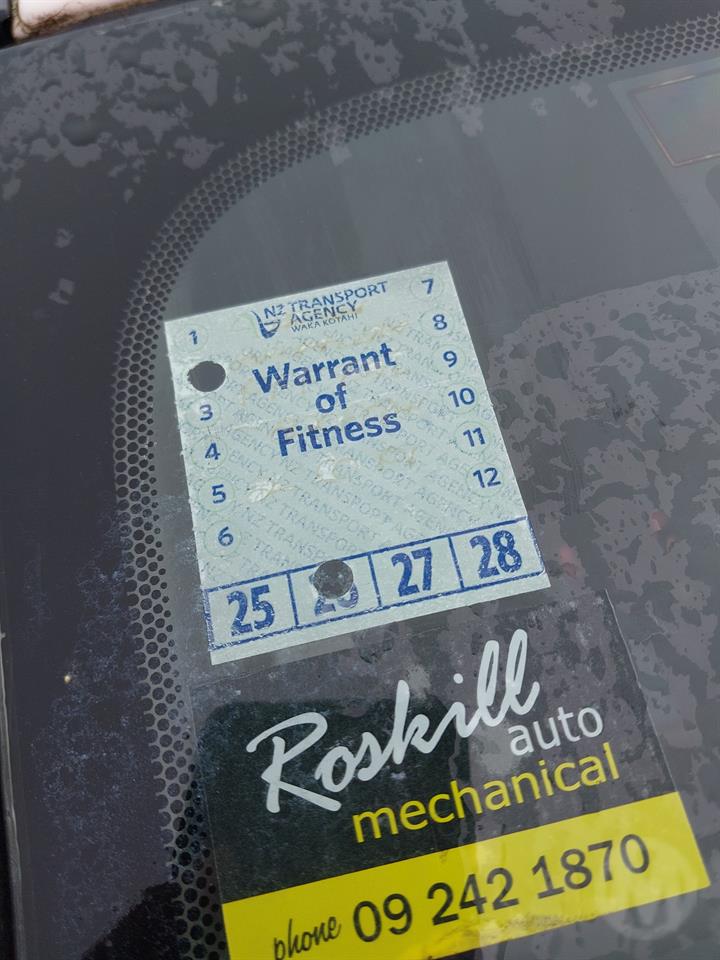 NZ TRANSPORT
AGENCY
WAKA KOTAHI
Warrant
of
Fitness
1
3
4
5
6
7
8
9
10
11
12
25 26 27 28
Roskill
auto
mechanical
phone 09 242 1870